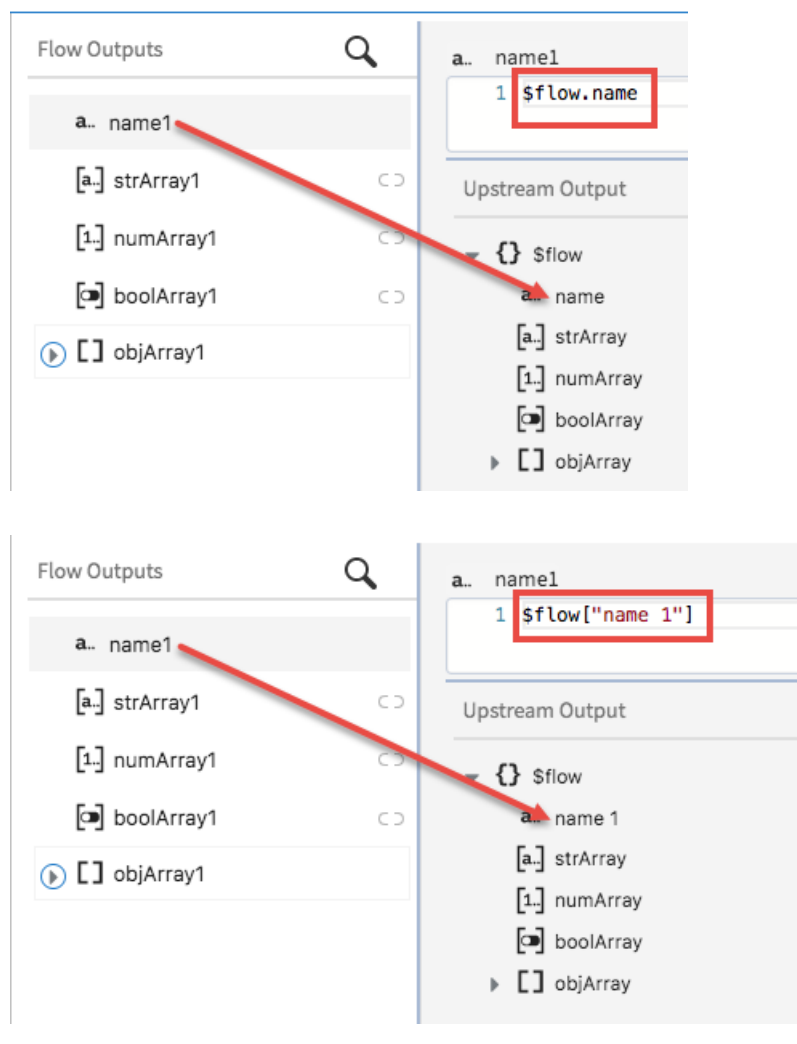 Flow Outputs
a.. name1
[a..] strArray1
[1..] numArray1
boolArray1
[] objArray1
a.. name1
1 $flow.name
Upstream Output
{} $flow
a.. name
[a..] strArray
[1..] numArray
boolArray
[] objArray
Flow Outputs
a.. name1
[a..] strArray1
[1..] numArray1
boolArray1
[] objArray1
a.. name1
1 $flow["name 1"]
Upstream Output
{} $flow
a.. name 1
[a..] strArray
[1..] numArray
boolArray
[] objArray